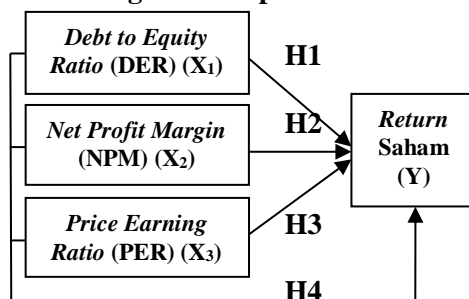 Debt to Equity
Ratio (DER) (X₁)
H1
Net Profit Margin
(NPM) (X₂)
H2
Return
Saham
(Y)
Price Earning
Ratio (PER) (X₃)
H3
H4